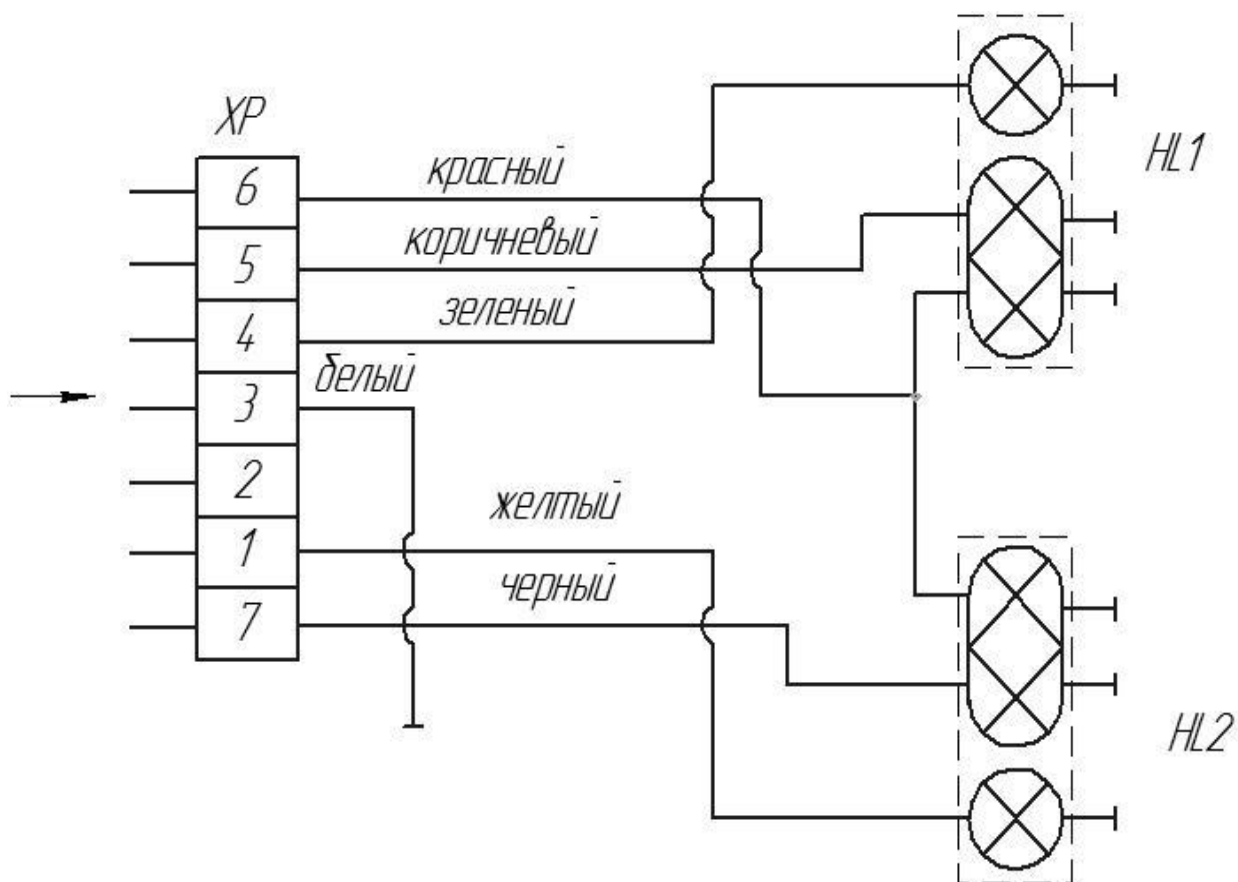 XP
6
красный
5
коричневый
4
зеленый
3
белый
2
1
желтый
7
черный
HL1
HL2